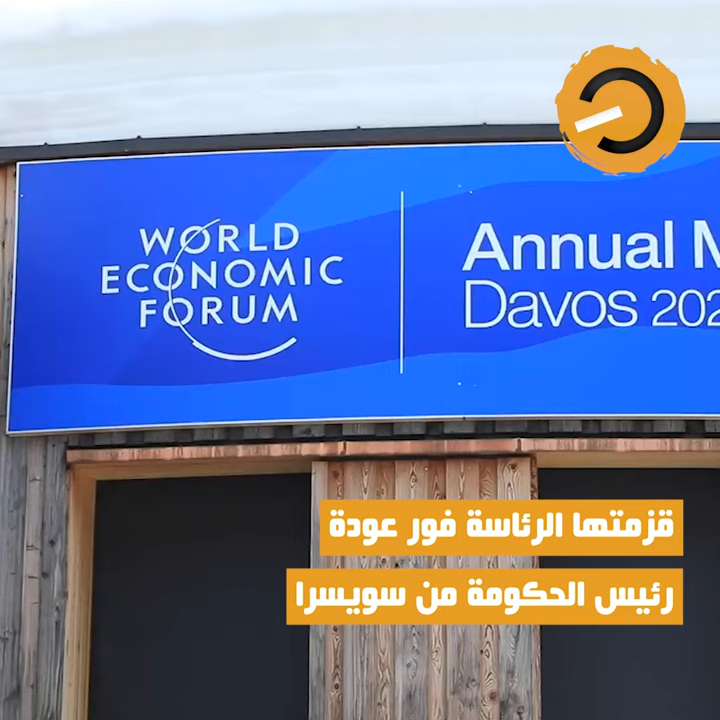 WORLD
ECONOMIC
FORUM
Annual
Davos 202
قزمتها الرئاسة فور عودة
رئيس الحكومة من سويسرا